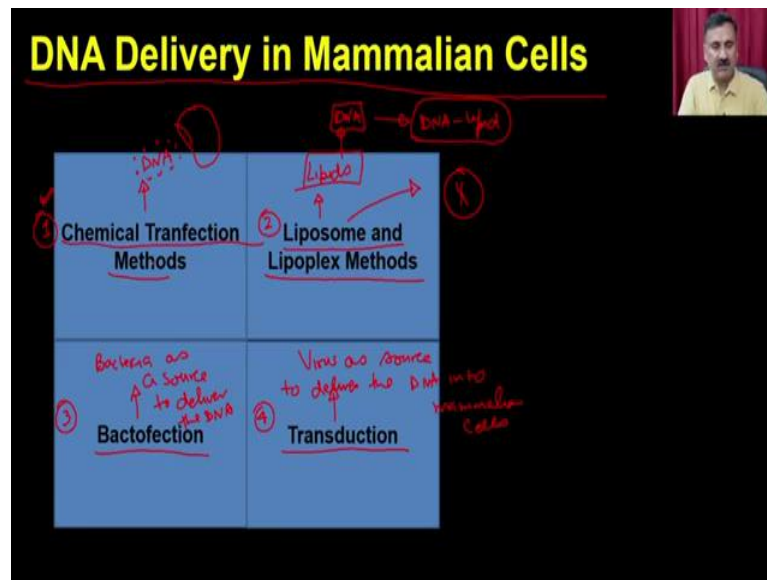 DNA Delivery in Mammalian Cells
DNA
DNA → DNA-Lipid
Lipids
① Chemical Tranfection
Methods
② Liposome and
Lipoplex Methods
Bacteria as
a source
to deliver
the DNA
③ Bactofection
Virus as source
to deliver the DNA into
mammalian
Cells
④ Transduction